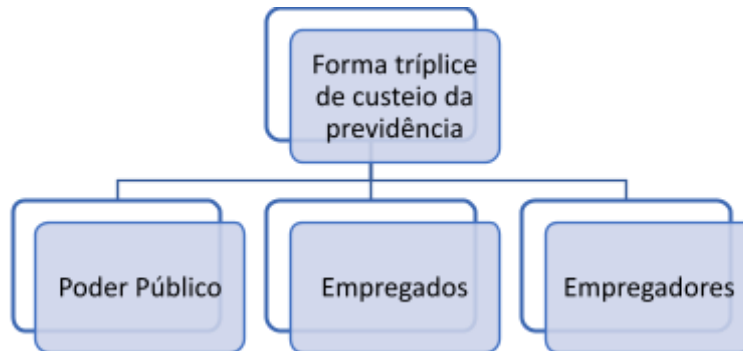 Forma tríplice
de custeio da
previdência
Poder Público
Empregados
Empregadores